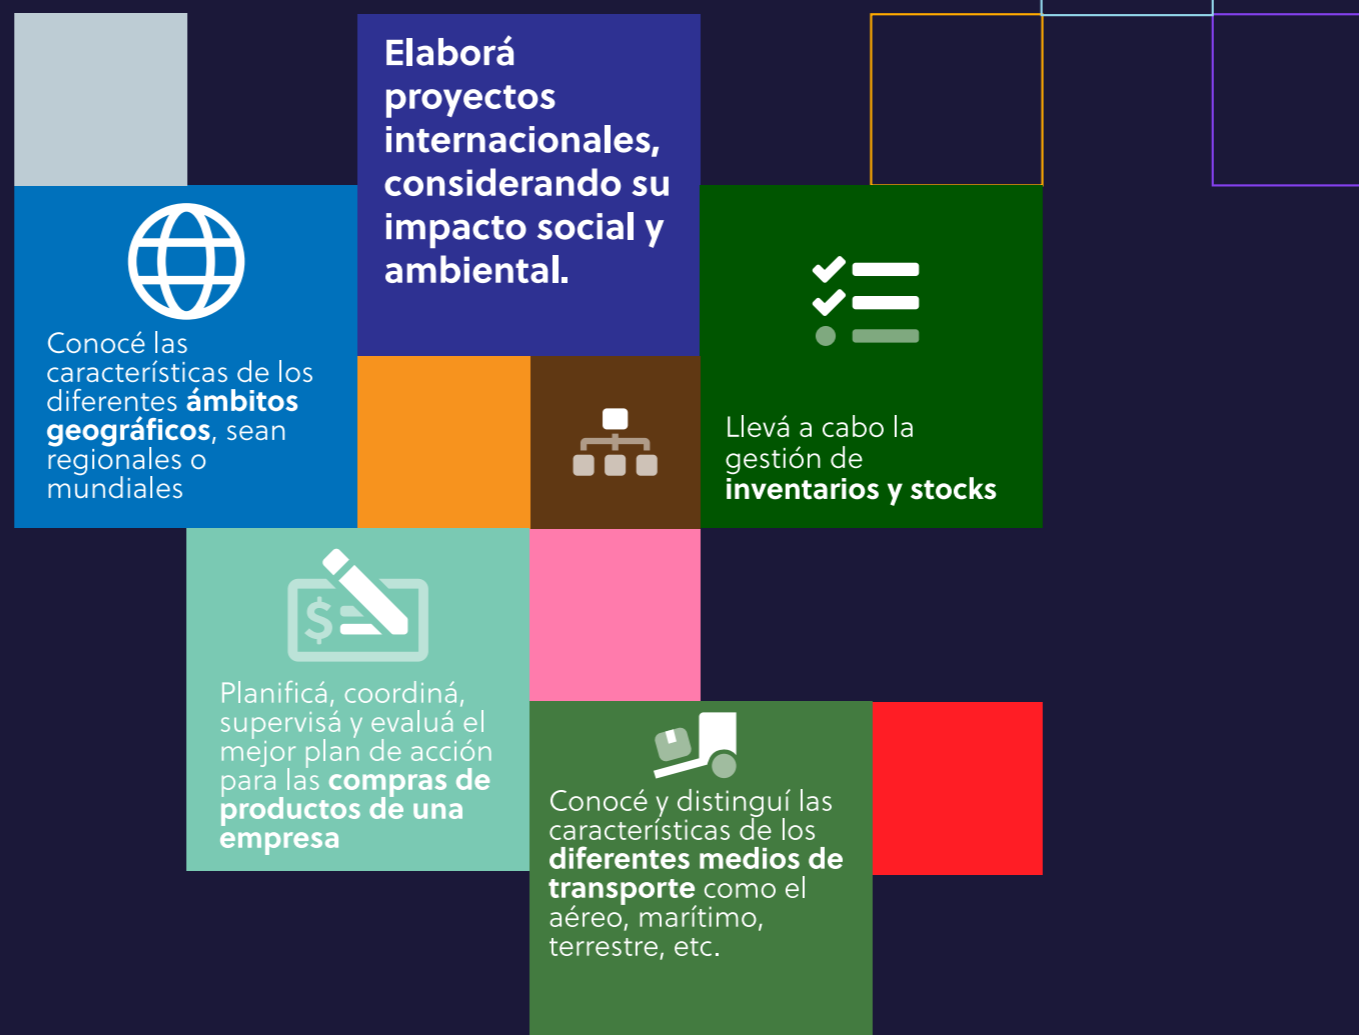 Elaborá
proyectos
internacionales,
considerando su
impacto social y
ambiental.
Conocé las
características de los
diferentes ámbitos
geográficos, sean
regionales o
mundiales
Llevá a cabo la
gestión de
inventarios y stocks
$
Planificá, coordiná,
supervisá y evaluá el
mejor plan de acción
para las compras de
productos de una
empresa
Conocé y distinguí las
características de los
diferentes medios de
transporte como el
aéreo, marítimo,
terrestre, etc.